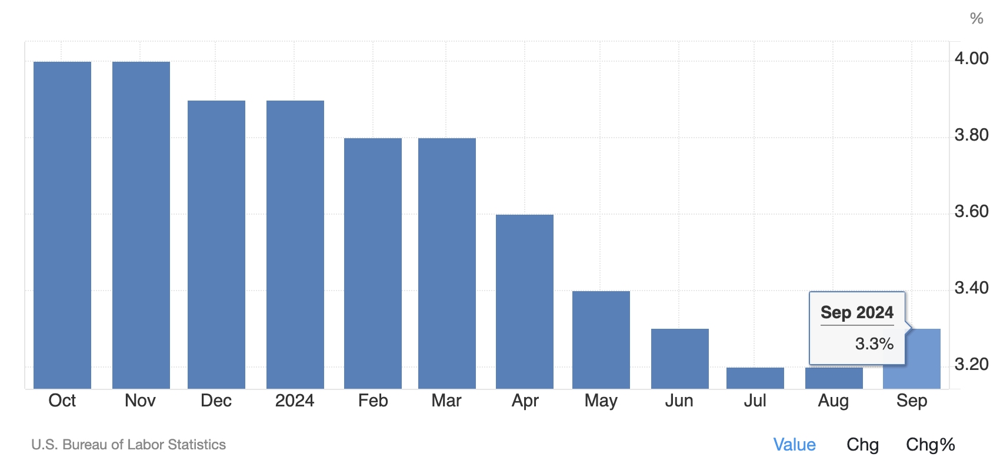 %
4.00
3.80
3.60
3.40
Sep 2024
3.3%
3.20
Oct Nov Dec 2024 Feb Mar Apr May Jun Jul Aug Sep
U.S. Bureau of Labor Statistics Value Chg Chg%